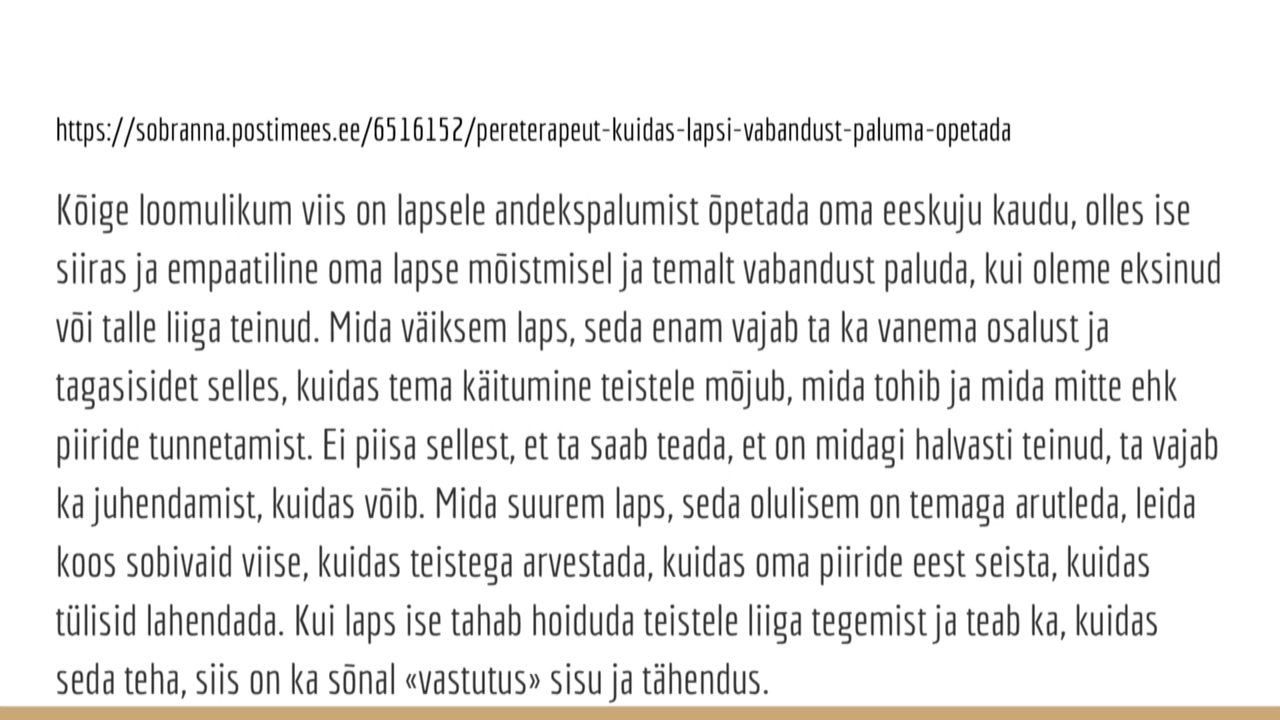 https://sobranna.postimees.ee/6516152/pereterapeut-kuidas-lapsi-vabandust-paluma-opetada
Kõige loomulikum viis on lapsele andekspalumist õpetada oma eeskuju kaudu, olles ise
siiras ja empaatiline oma lapse mõistmisel ja temalt vabandust paluda, kui oleme eksinud
või talle liiga teinud. Mida väiksem laps, seda enam vajab ta ka vanema osalust ja
tagasisidet selles, kuidas tema käitumine teistele mõjub, mida tohib ja mida mitte ehk
piiride tunnetamist. Ei piisa sellest, et ta saab teada, et on midagi halvasti teinud, ta vajab
ka juhendamist, kuidas võib. Mida suurem laps, seda olulisem on temaga arutleda, leida
koos sobivaid viise, kuidas teistega arvestada, kuidas oma piiride eest seista, kuidas
tülisid lahendada. Kui laps ise tahab hoiduda teistele liiga tegemist ja teab ka, kuidas
seda teha, siis on ka sõnal «vastutus» sisu ja tähendus.